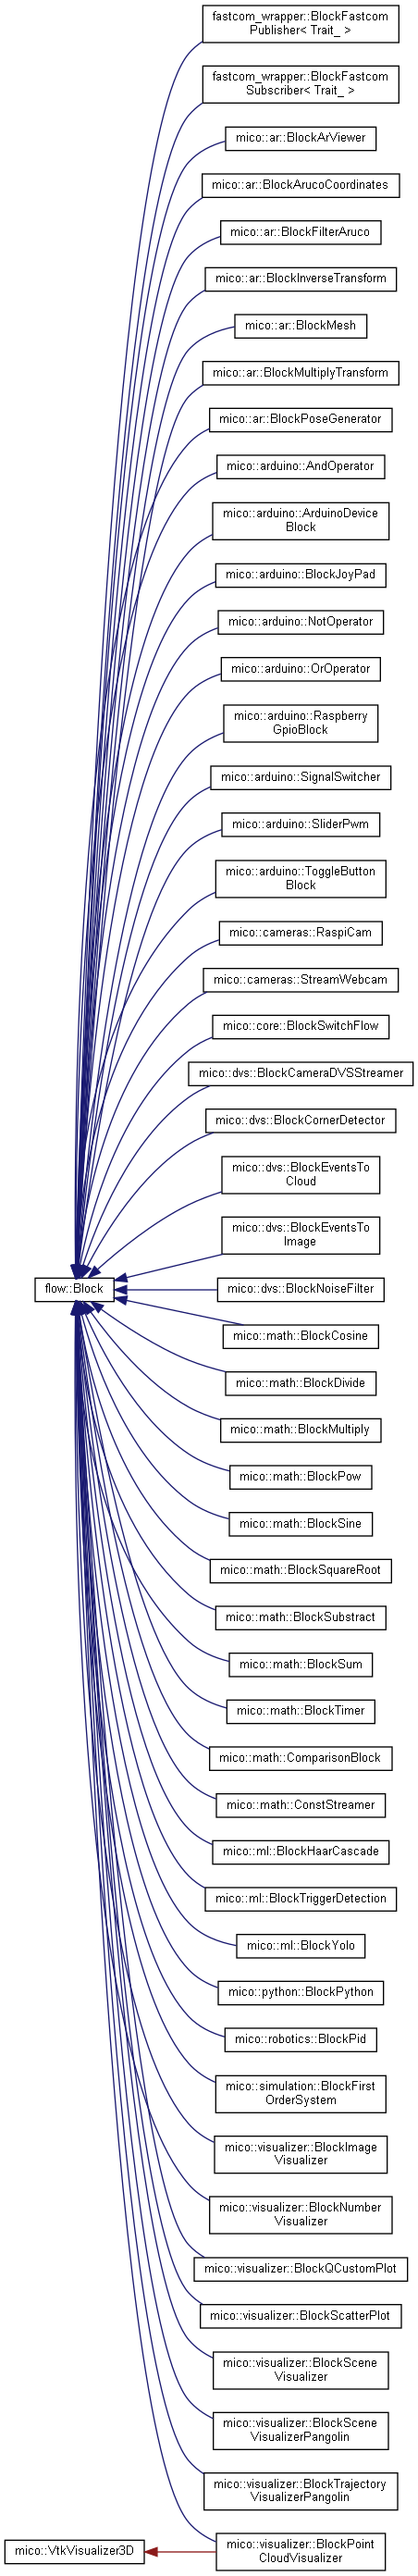 fastcom_wrapper::BlockFastcom
Publisher< Trait_ >
fastcom_wrapper::BlockFastcom
Subscriber< Trait_ >
mico::ar::BlockArViewer
mico::ar::BlockArucoCoordinates
mico::ar::BlockFilterAruco
mico::ar::BlockInverseTransform
mico::ar::BlockMesh
mico::ar::BlockMultiplyTransform
mico::ar::BlockPoseGenerator
mico::arduino::AndOperator
mico::arduino::ArduinoDevice
Block
mico::arduino::BlockJoyPad
mico::arduino::NotOperator
mico::arduino::OrOperator
mico::arduino::Raspberry
GpioBlock
mico::arduino::SignalSwitcher
mico::arduino::SliderPwm
mico::arduino::ToggleButton
Block
mico::cameras::RaspiCam
mico::cameras::StreamWebcam
mico::core::BlockSwitchFlow
mico::dvs::BlockCameraDVSStreamer
mico::dvs::BlockCornerDetector
mico::dvs::BlockEventsTo
Cloud
mico::dvs::BlockEventsTo
Image
flow::Block
mico::dvs::BlockNoiseFilter
mico::math::BlockCosine
mico::math::BlockDivide
mico::math::BlockMultiply
mico::math::BlockPow
mico::math::BlockSine
mico::math::BlockSquareRoot
mico::math::BlockSubstract
mico::math::BlockSum
mico::math::BlockTimer
mico::math::ComparisonBlock
mico::math::ConstStreamer
mico::ml::BlockHaarCascade
mico::ml::BlockTriggerDetection
mico::ml::BlockYolo
mico::python::BlockPython
mico::robotics::BlockPid
mico::simulation::BlockFirst
OrderSystem
mico::visualizer::BlockImage
Visualizer
mico::visualizer::BlockNumber
Visualizer
mico::visualizer::BlockQCustomPlot
mico::visualizer::BlockScatterPlot
mico::visualizer::BlockScene
Visualizer
mico::visualizer::BlockScene
VisualizerPangolin
mico::visualizer::BlockTrajectory
VisualizerPangolin
mico::VtkVisualizer3D
mico::visualizer::BlockPoint
CloudVisualizer